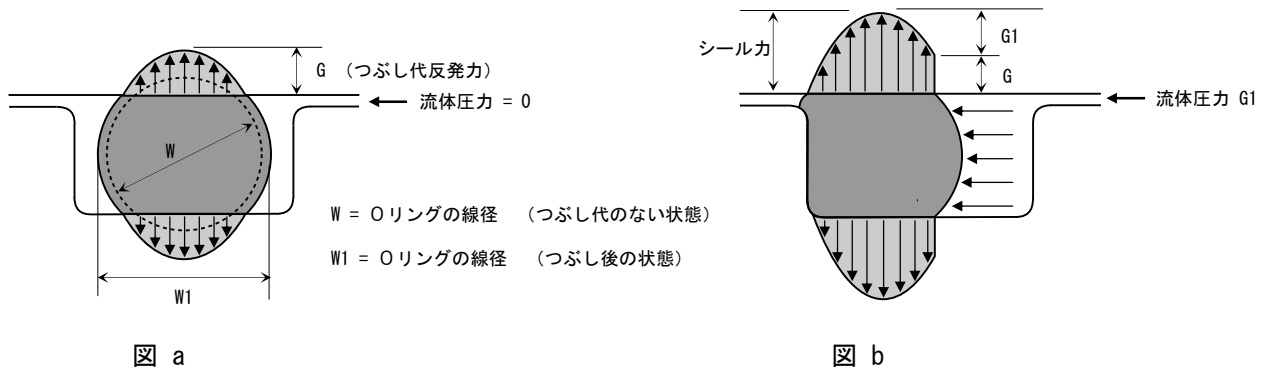 G （つぶし代反発力）
流体圧力 = 0
W
W = Oリングの線径 （つぶし代のない状態）
W1 = Oリングの線径 （つぶし後の状態）
W1
図 a
シール力
G1
G
流体圧力 G1
図 b